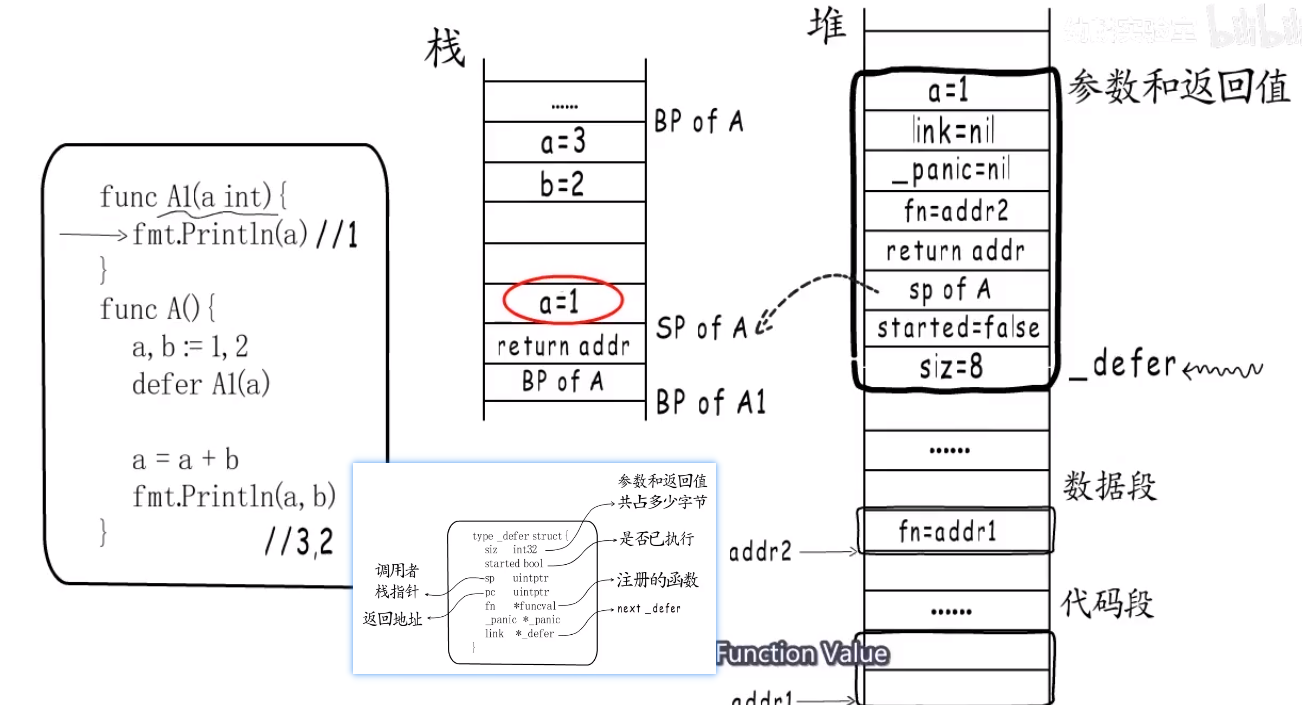 func A1(a int){
fmt.Println(a) //1
}
func A(){
a, b := 1, 2
defer A1(a)
a = a + b
fmt.Println(a, b)
}
//3,2
栈
......
BP of A
a=3
b=2
a=1
SP of A
return addr
BP of A
BP of A1
堆
bilibili
a=1
参数和返回值
link=nil
_panic=nil
fn=addr2
return addr
sp of A
started=false
siz=8
_defer
......
数据段
fn=addr1
addr2
代码段
......
addr1
参数和返回值
共占多少字节
type _defer struct{
siz int32
started bool
是否已执行
调用者
栈指针
sp uintptr
pc uintptr
返回地址
fn *funcval
注册的函数
_panic *_panic
link *_defer
next _defer
}
Function Value